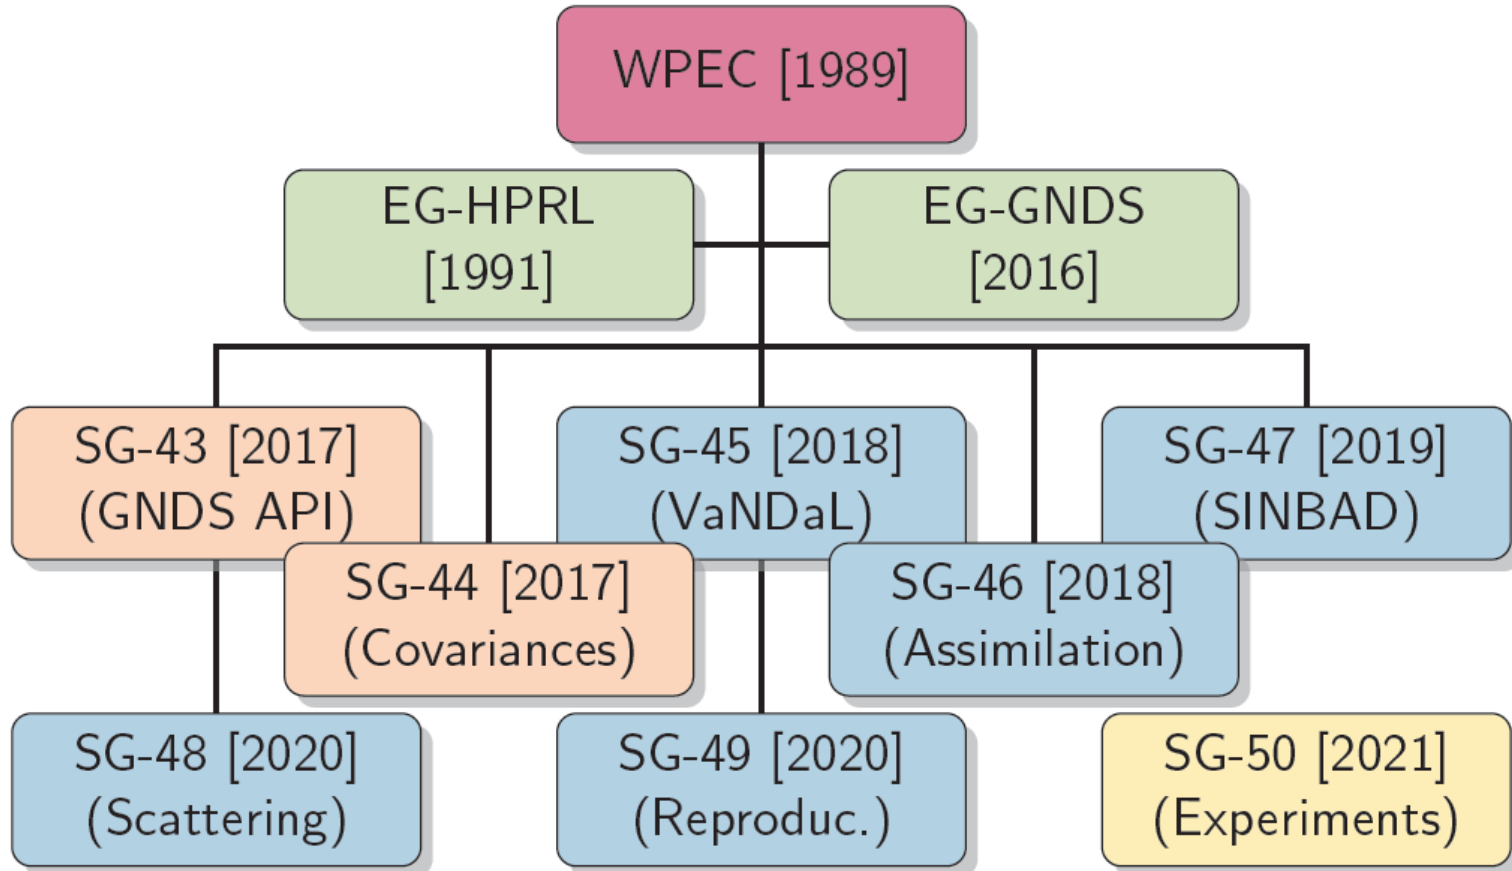 WPEC [1989]
EG-HPRL
[1991]
EG-GNDS
[2016]
SG-43 [2017]
(GNDS API)
SG-45 [2018]
(VaNDaL)
SG-47 [2019]
(SINBAD)
SG-44 [2017]
(Covariances)
SG-46 [2018]
(Assimilation)
SG-48 [2020]
(Scattering)
SG-49 [2020]
(Reproduc.)
SG-50 [2021]
(Experiments)